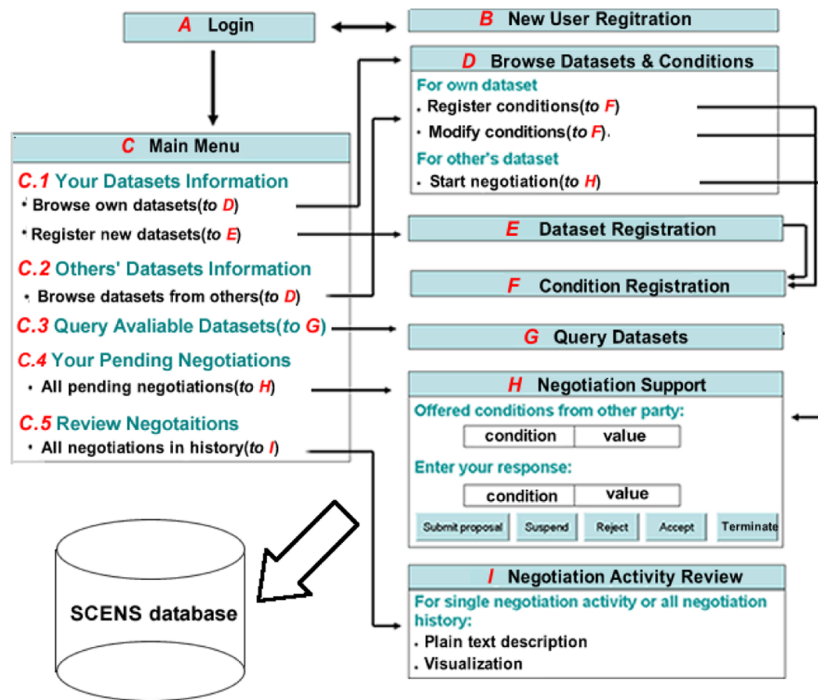 A Login
B New User Regitration
C Main Menu
C.1 Your Datasets Information
• Browse own datasets(to D)
• Register new datasets(to E)
C.2 Others' Datasets Information
• Browse datasets from others(to D)
C.3 Query Avaliable Datasets(to G)
C.4 Your Pending Negotiations
• All pending negotiations(to H)
C.5 Review Negotaitions
• All negotiations in history(to I)
D Browse Datasets & Conditions
For own dataset
• Register conditions(to F)
• Modify conditions(to F).
For other's dataset
• Start negotiation(to H)
E Dataset Registration
F Condition Registration
G Query Datasets
H Negotiation Support
Offered conditions from other party:
condition value
Enter your response:
condition value
Submit proposal Suspend Reject Accept Terminate
I Negotiation Activity Review
For single negotiation activity or all negotiation
history:
• Plain text description
• Visualization
SCENS database